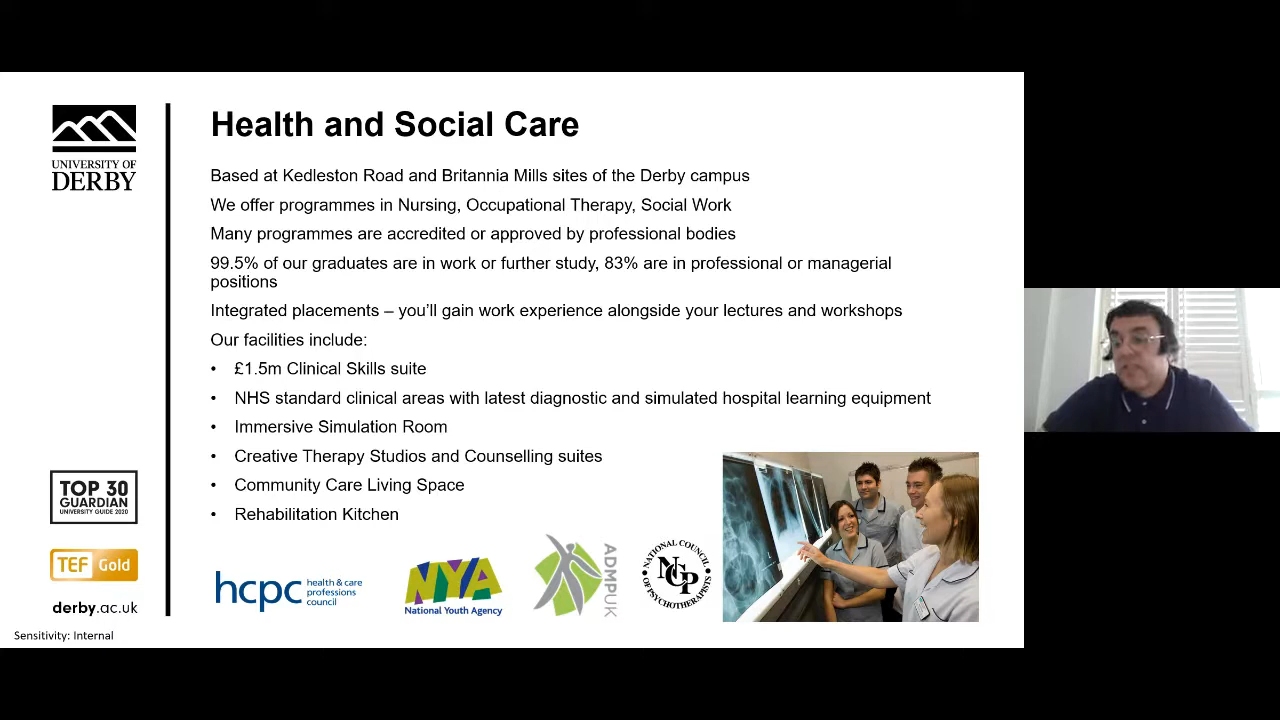 UNIVERSITY OF
DERBY
Health and Social Care
Based at Kedleston Road and Britannia Mills sites of the Derby campus
We offer programmes in Nursing, Occupational Therapy, Social Work
Many programmes are accredited or approved by professional bodies
99.5% of our graduates are in work or further study, 83% are in professional or managerial
positions
Integrated placements – you’ll gain work experience alongside your lectures and workshops
Our facilities include:
• £1.5m Clinical Skills suite
• NHS standard clinical areas with latest diagnostic and simulated hospital learning equipment
• Immersive Simulation Room
• Creative Therapy Studios and Counselling suites
• Community Care Living Space
• Rehabilitation Kitchen
TOP 30
GUARDIAN
UNIVERSITY GUIDE 2020
TEF Gold
derby.ac.uk
hcpc health & care
professions
council
NYA
National Youth Agency
ADMPUK
NATIONAL COUNCIL
NCP
OF PSYCHOTHERAPISTS
Sensitivity: Internal